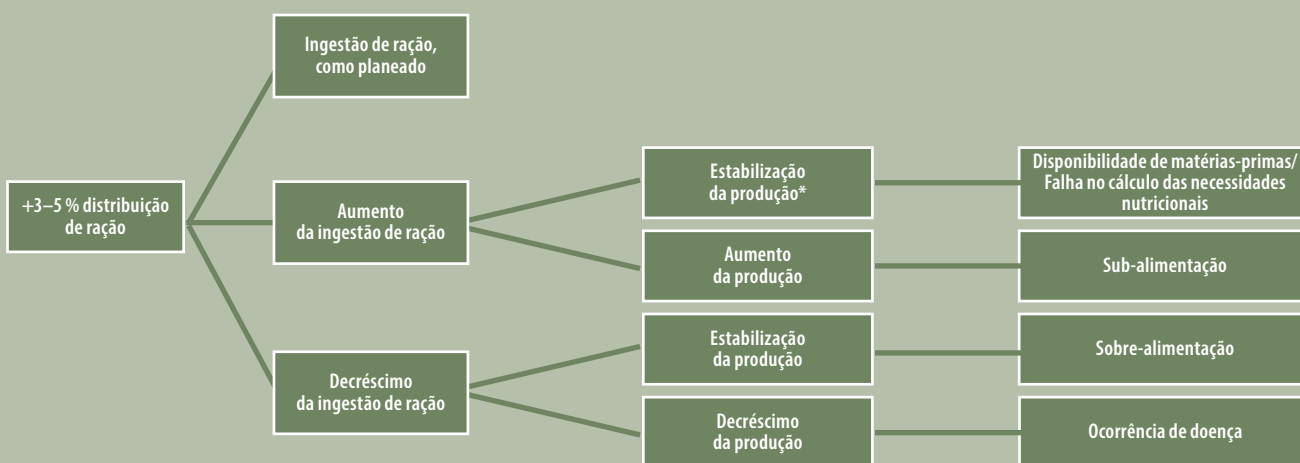 Ingestão de ração,
como planeado
+3–5 % distribuição
de ração
Aumento
da ingestão de ração
Decréscimo
da ingestão de ração
Estabilização
da produção*
Aumento
da produção
Estabilização
da produção
Decréscimo
da produção
Disponibilidade de matérias-primas/
Falha no cálculo das necessidades
nutricionais
Sub-alimentação
Sobre-alimentação
Ocorrência de doença